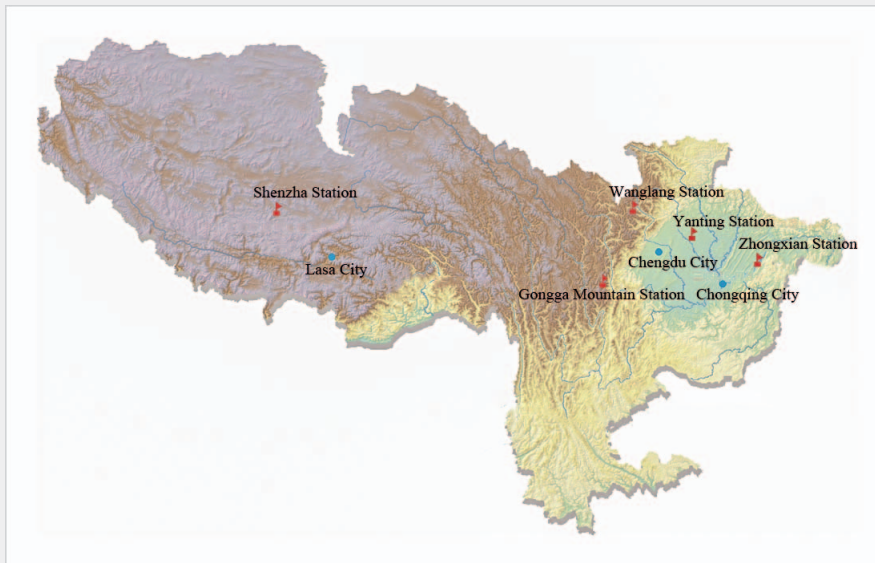 Shenzha Station
Wanglang Station
Yanting Station
Zhongxian Station
Lasa City
Chengdu City
Gongga Mountain Station
Chongqing City